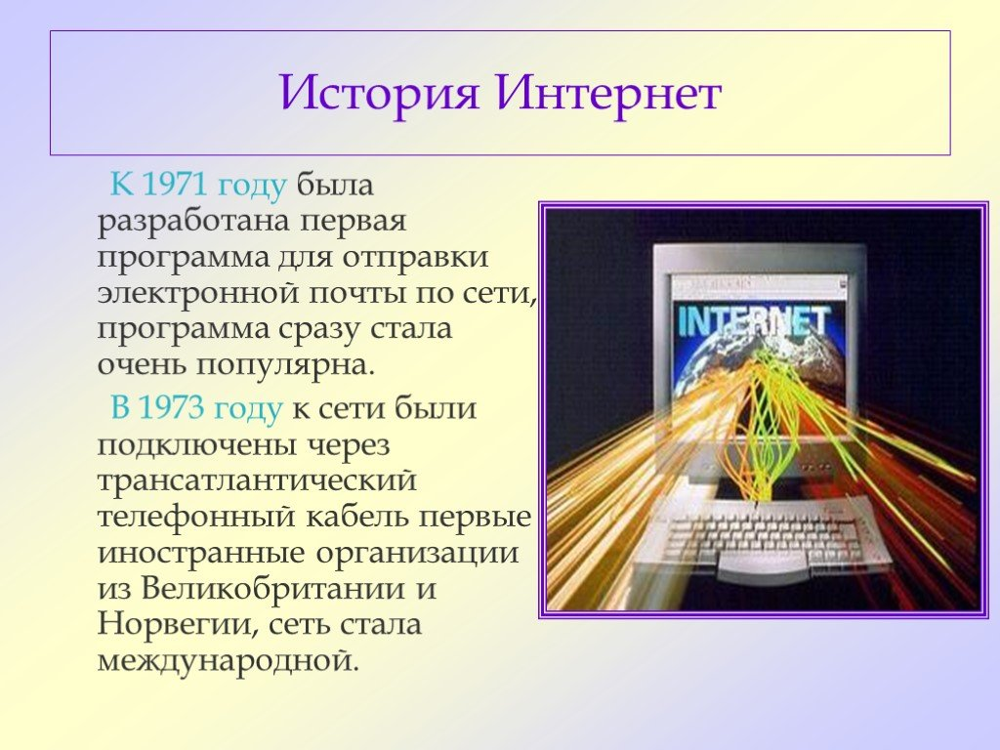 История Интернет
К 1971 году была
разработана первая
программа для отправки
электронной почты по сети,
программа сразу стала
очень популярна.
В 1973 году к сети были
подключены через
трансатлантический
телефонный кабель первые
иностранные организации
из Великобритании и
Норвегии, сеть стала
международной.
INTERNET